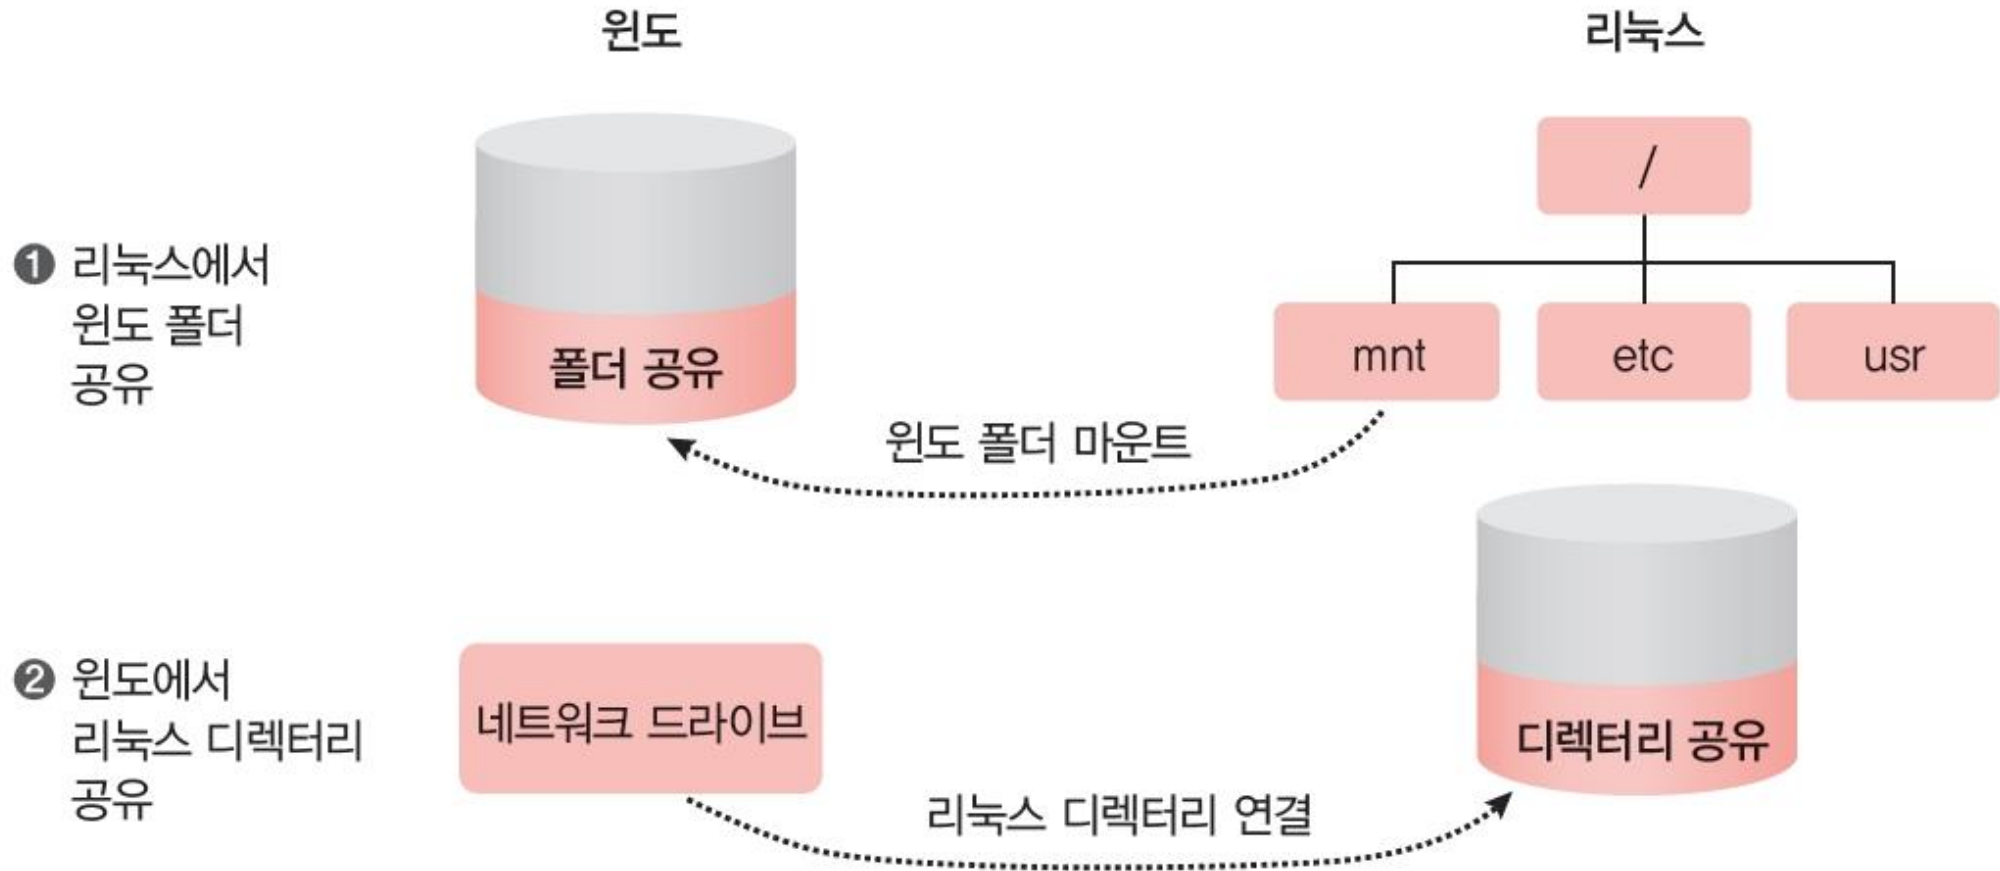 윈도
리눅스
❶ 리눅스에서
윈도 폴더
공유
폴더 공유
/
mnt
etc
usr
윈도 폴더 마운트
❷ 윈도에서
리눅스 디렉터리
공유
네트워크 드라이브
디렉터리 공유
리눅스 디렉터리 연결